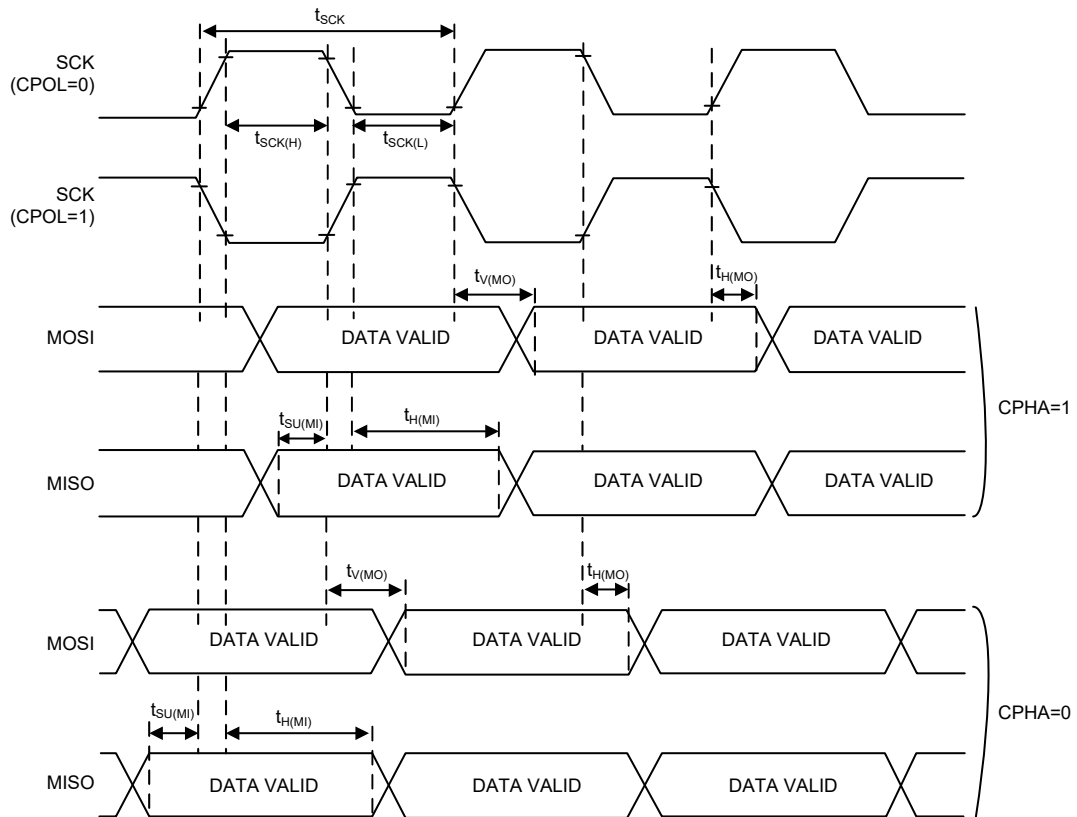 tSCK
SCK
(CPOL=0)
tSCK(H)
tSCK(L)
SCK
(CPOL=1)
tV(MO)
tH(MO)
MOSI
DATA VALID
DATA VALID
DATA VALID
CPHA=1
tSU(MI)
tH(MI)
MISO
DATA VALID
DATA VALID
DATA VALID
tV(MO)
tH(MO)
MOSI
DATA VALID
DATA VALID
DATA VALID
CPHA=0
tSU(MI)
tH(MI)
MISO
DATA VALID
DATA VALID
DATA VALID